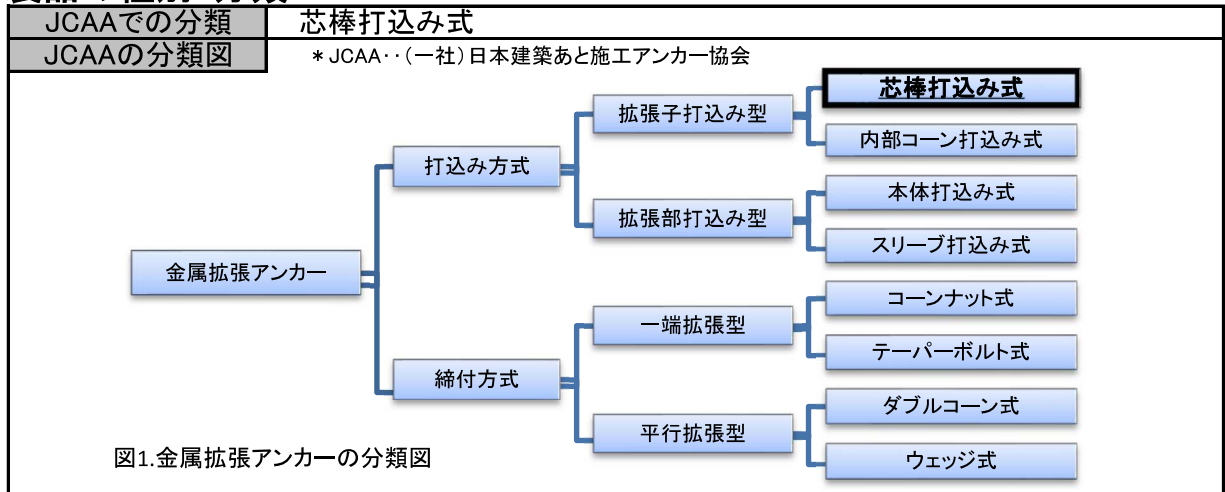 JCAAでの分類
芯棒打込み式
JCAAの分類図
＊JCAA‥（一社）日本建築あと施工アンカー協会
芯棒打込み式
拡張子打込み型
内部コーン打込み式
打込み方式
本体打込み式
拡張部打込み型
スリーブ打込み式
金属拡張アンカー
コーンナット式
一端拡張型
テーパーボルト式
締付方式
ダブルコーン式
平行拡張型
ウェッジ式
図1.金属拡張アンカーの分類図